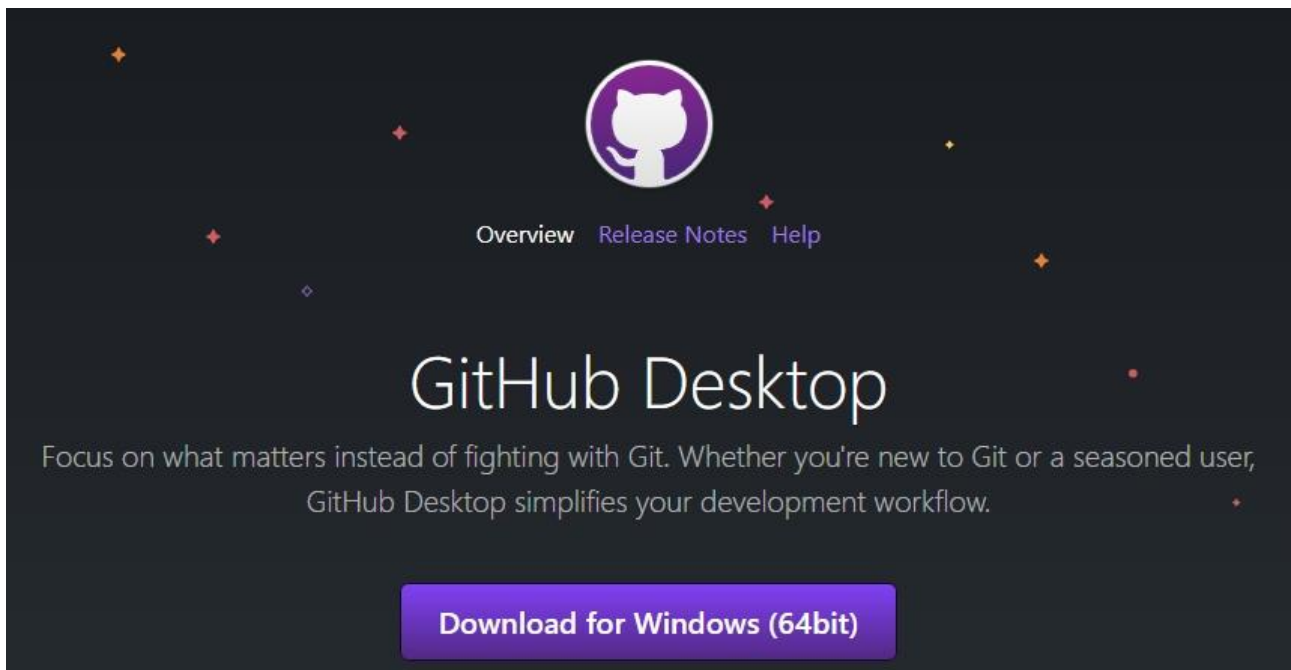 Overview Release Notes Help
GitHub Desktop
Focus on what matters instead of fighting with Git. Whether you're new to Git or a seasoned user,
GitHub Desktop simplifies your development workflow.
Download for Windows (64bit)